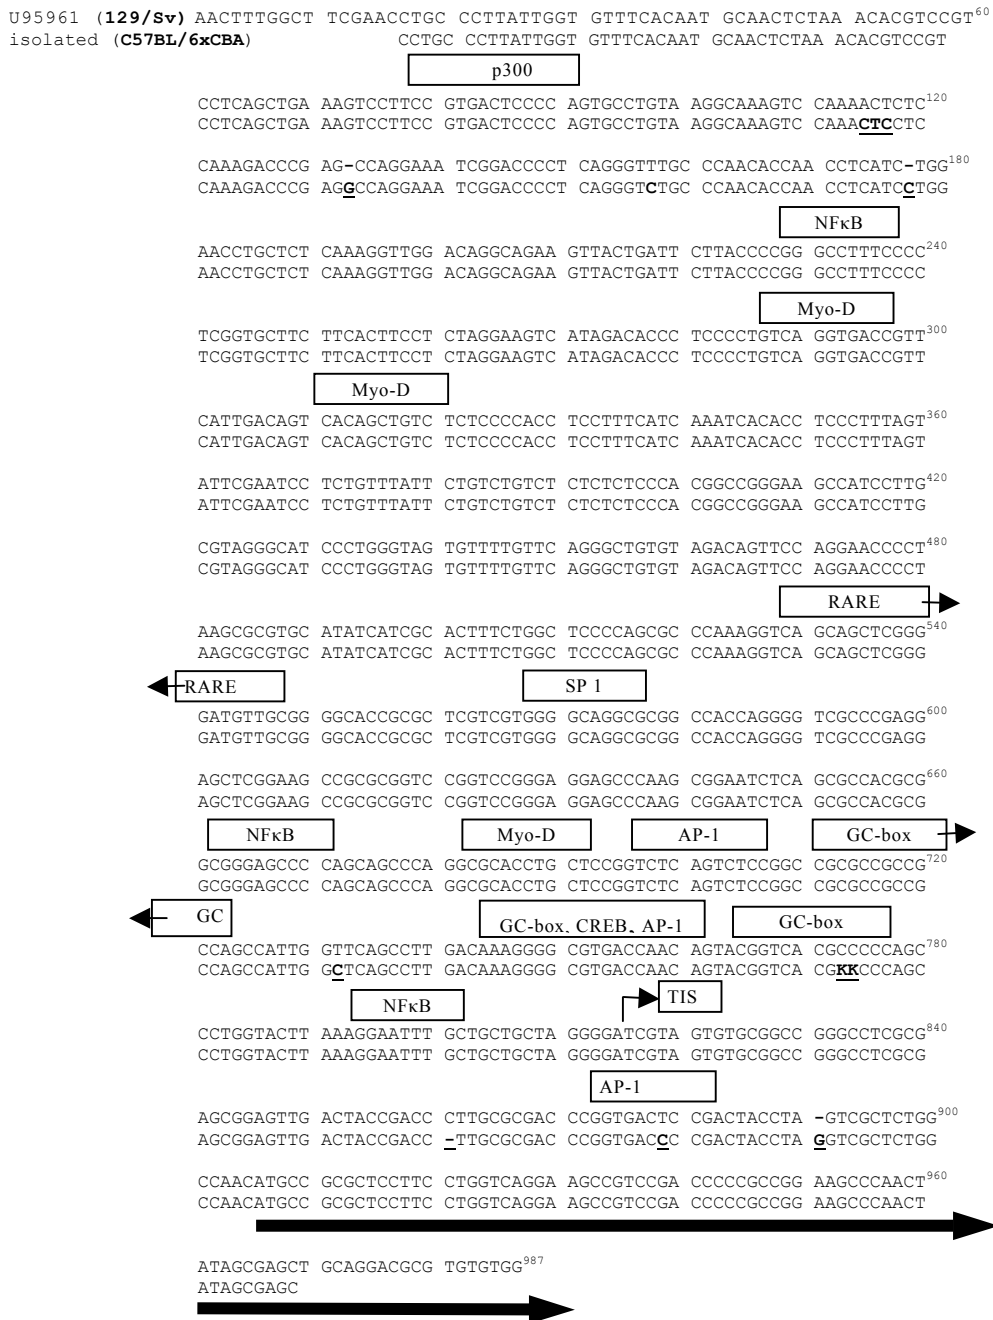 U95961 (129/Sv) AACTTTGGCT TCGAACCTGC CCTTATTGGT GTTTCACAAT GCAACTCTAA ACACGTCCGT60
isolated (C57BL/6xCBA) CCTGC CCTTATTGGT GTTTCACAAT GCAACTCTAA ACACGTCCGT
p300
CCTCAGCTGA AAGTCCTTCC GTGACTCCCC AGTGCCTGTA AGGCAAAGTC CAAAACTCTC120
CCTCAGCTGA AAGTCCTTCC GTGACTCCCC AGTGCCTGTA AGGCAAAGTC CAAACTCCTC
CAAAGACCCG AG-CCAGGAAA TCGGACCCCT CAGGGTTTGC CCAACACCAA CCTCATC-TGG180
CAAAGACCCG AGGCCAGGAAA TCGGACCCCT CAGGGTCTGC CCAACACCAA CCTCATCCTGG
NFκB
AACCTGCTCT CAAAGGTTGG ACAGGCAGAA GTTACTGATT CTTACCCCGG GCCTTTCCCC240
AACCTGCTCT CAAAGGTTGG ACAGGCAGAA GTTACTGATT CTTACCCCGG GCCTTTCCCC
Myo-D
TCGGTGCTTC TTCACTTCCT CTAGGAAGTC ATAGACACCC TCCCCTGTCA GGTGACCGTT300
TCGGTGCTTC TTCACTTCCT CTAGGAAGTC ATAGACACCC TCCCCTGTCA GGTGACCGTT
Myo-D
CATTGACAGT CACAGCTGTC TCTCCCCACC TCCTTTCATC AAATCACACC TCCCTTTAGT360
CATTGACAGT CACAGCTGTC TCTCCCCACC TCCTTTCATC AAATCACACC TCCCTTTAGT
ATTCGAATCC TCTGTTTATT CTGTCTGTCT CTCTCTCCCA CGGCCGGGAA GCCATCCTTG420
ATTCGAATCC TCTGTTTATT CTGTCTGTCT CTCTCTCCCA CGGCCGGGAA GCCATCCTTG
CGTAGGGCAT CCCTGGGTAG TGTTTTGTTC AGGGCTGTGT AGACAGTTCC AGGAACCCCT480
CGTAGGGCAT CCCTGGGTAG TGTTTTGTTC AGGGCTGTGT AGACAGTTCC AGGAACCCCT
RARE
AAGCGCGTGC ATATCATCGC ACTTTCTGGC TCCCCAGCGC CCAAAGGTCA GCAGCTCGGG540
AAGCGCGTGC ATATCATCGC ACTTTCTGGC TCCCCAGCGC CCAAAGGTCA GCAGCTCGGG
RARE SP 1
GATGTTGCGG GGCACCGCGC TCGTCGTGGG GCAGGCGCGG CCACCAGGGG TCGCCCGAGG600
GATGTTGCGG GGCACCGCGC TCGTCGTGGG GCAGGCGCGG CCACCAGGGG TCGCCCGAGG
AGCTCGGAAG CCGCGCGGTC CGGTCCGGGA GGAGCCCAAG CGGAATCTCA GCGCCACGCG660
AGCTCGGAAG CCGCGCGGTC CGGTCCGGGA GGAGCCCAAG CGGAATCTCA GCGCCACGCG
NFκB Myo-D AP-1 GC-box
GCGGGAGCCC CAGCAGCCCA GGCGCACCTG CTCCGGTCTC AGTCTCCGGC CGCGCCGCCG720
GCGGGAGCCC CAGCAGCCCA GGCGCACCTG CTCCGGTCTC AGTCTCCGGC CGCGCCGCCG
GC GC-box, CREB, AP-1 GC-box
CCAGCCATTG GTTCAGCCTT GACAAAGGGG CGTGACCAAC AGTACGGTCA CGCCCCCAGC780
CCAGCCATTG GCTCAGCCTT GACAAAGGGG CGTGACCAAC AGTACGGTCA CGKKCCCAGC
NFκB TIS
CCTGGTACTT AAAGGAATTT GCTGCTGCTA GGGGATCGTA GTGTGCGGCC GGGCCTCGCG840
CCTGGTACTT AAAGGAATTT GCTGCTGCTA GGGGATCGTA GTGTGCGGCC GGGCCTCGCG
AP-1
AGCGGAGTTG ACTACCGACC CTTGCGCGAC CCGGTGACTC CGACTACCTA -GTCGCTCTGG900
AGCGGAGTTG ACTACCGACC -TTGCGCGAC CCGGTGACCC CGACTACCTA GGTCGCTCTGG
CCAACATGCC GCGCTCCTTC CTGGTCAGGA AGCCGTCCGA CCCCCGCCGG AAGCCCAACT960
CCAACATGCC GCGCTCCTTC CTGGTCAGGA AGCCGTCCGA CCCCCGCCGG AAGCCCAACT
ATAGCGAGCT GCAGGACGCG TGTGTGG987
ATAGCGAGC